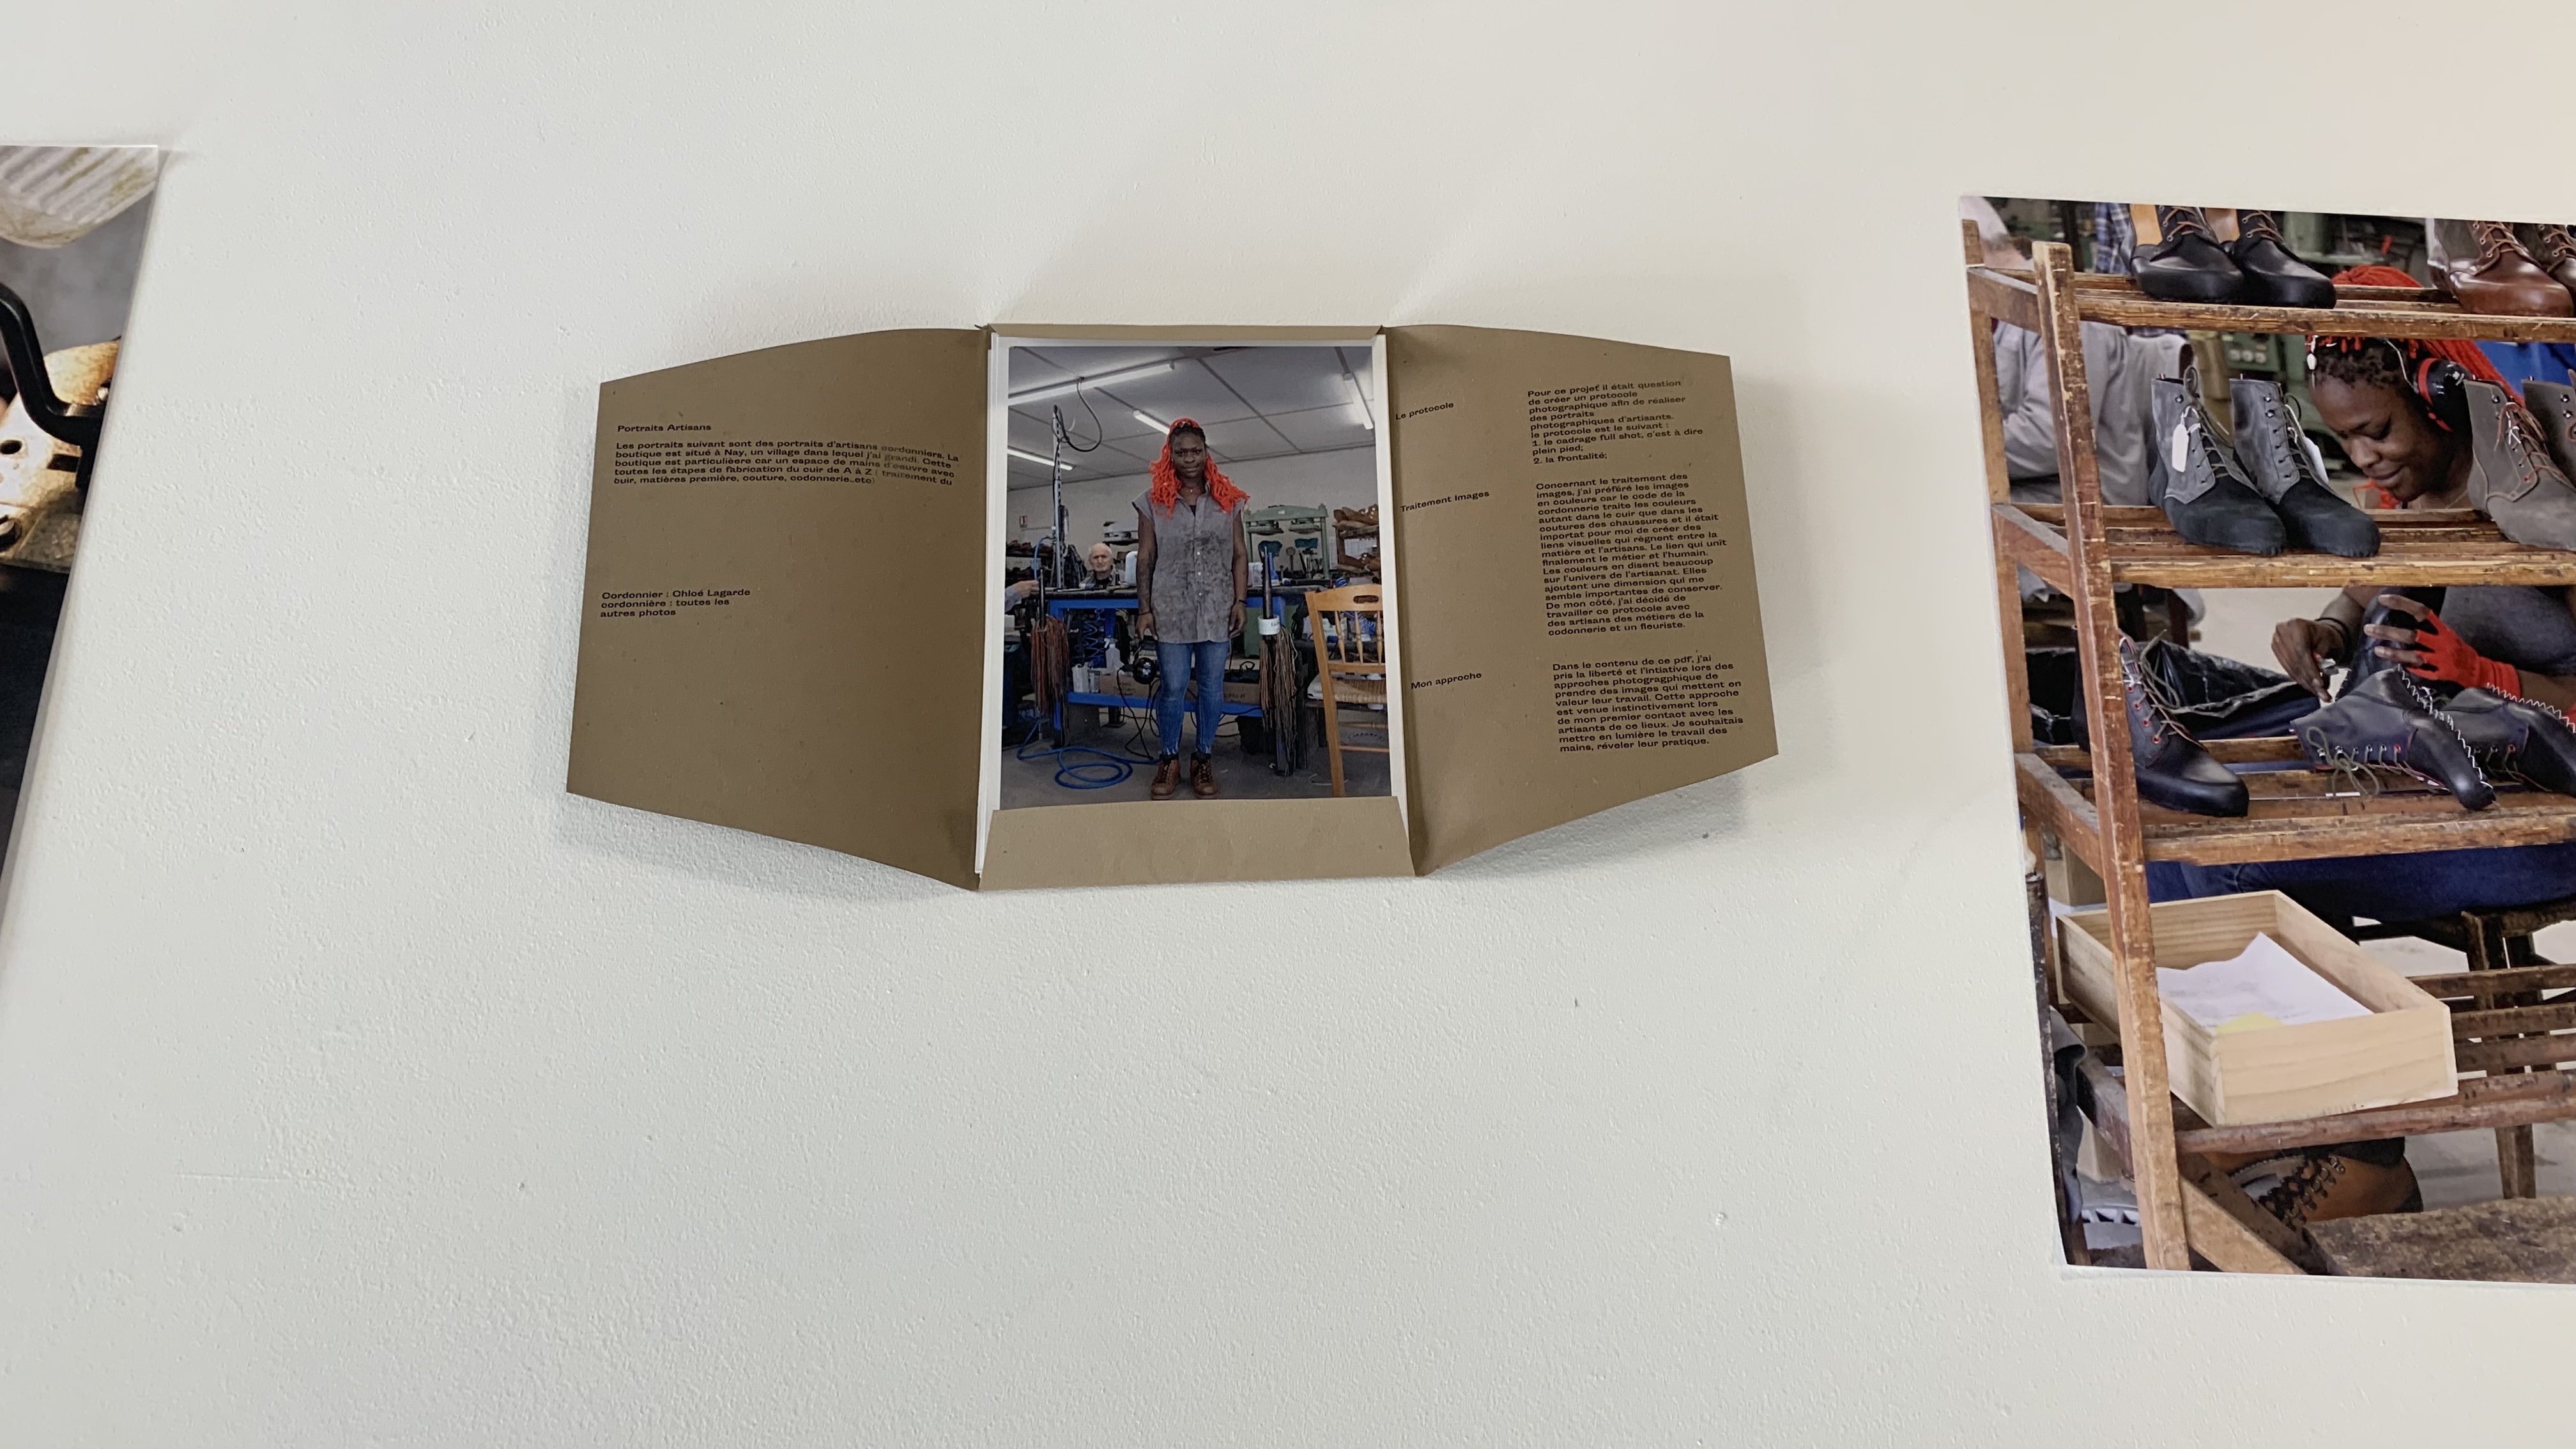 Portraits Artisans
Les portraits suivant sont des portraits d'artisans cordonniers. La
boutique est situé à Nay, un village dans lequel j'ai grandi. Cette
boutique est particulièere car un espace de mains d'oeuvre avec
toutes les étapes de fabrication du cuir de A à Z ( traitement du
cuir, matières première, couture, codonnerie..etc)
Cordonnier : Chloé Lagarde
cordonnière : toutes les
autres photos
Le protocole
Pour ce projet il était question
de créer un protocole
photographique afin de réaliser
des portraits
photographiques d'artisants.
le protocole est le suivant :
1. le cadrage full shot, c'est à dire
plein pied;
2. la frontalité;
Traitement images
Concernant le traitement des
images, j'ai préféré les images
en couleurs car le code de la
cordonnerie traite les couleurs
autant dans le cuir que dans les
coutures des chaussures et il était
importat pour moi de créer des
liens visuelles qui règnent entre la
matière et l'artisans. Le lien qui unit
finalement le métier et l'humain.
Les couleurs en disent beaucoup
sur l'univers de l'artisanat. Elles
ajoutent une dimension qui me
semble importantes de conserver.
De mon côté, j'ai décidé de
travailler ce protocole avec
des artisans des métiers de la
codonnerie et un fleuriste.
Mon approche
Dans le contenu de ce pdf, j'ai
pris la liberté et l'intiative lors des
approches photogragphique de
prendre des images qui mettent en
valeur leur travail. Cette approche
est venue instinctivement lors
de mon premier contact avec les
artisans de ce lieux. Je souhaitais
mettre en lumière le travail des
mains, réveler leur pratique.